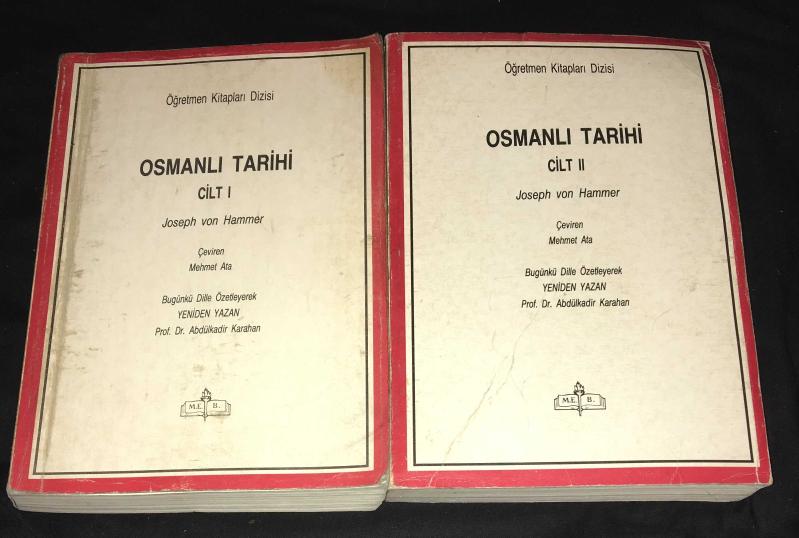 Öğretmen Kitapları Dizisi
OSMANLI TARİHİ
CİLT I
Joseph von Hammer
Çeviren
Mehmet Ata
Bugünkü Dille Özetleyerek
YENİDEN YAZAN
Prof. Dr. Abdülkadir Karahan
M.E. B.
Öğretmen Kitapları Dizisi
OSMANLI TARİHİ
CİLT II
Joseph von Hammer
Çeviren
Mehmet Ata
Bugünkü Dille Özetleyerek
YENİDEN YAZAN
Prof. Dr. Abdülkadir Karahan
M.E. B.